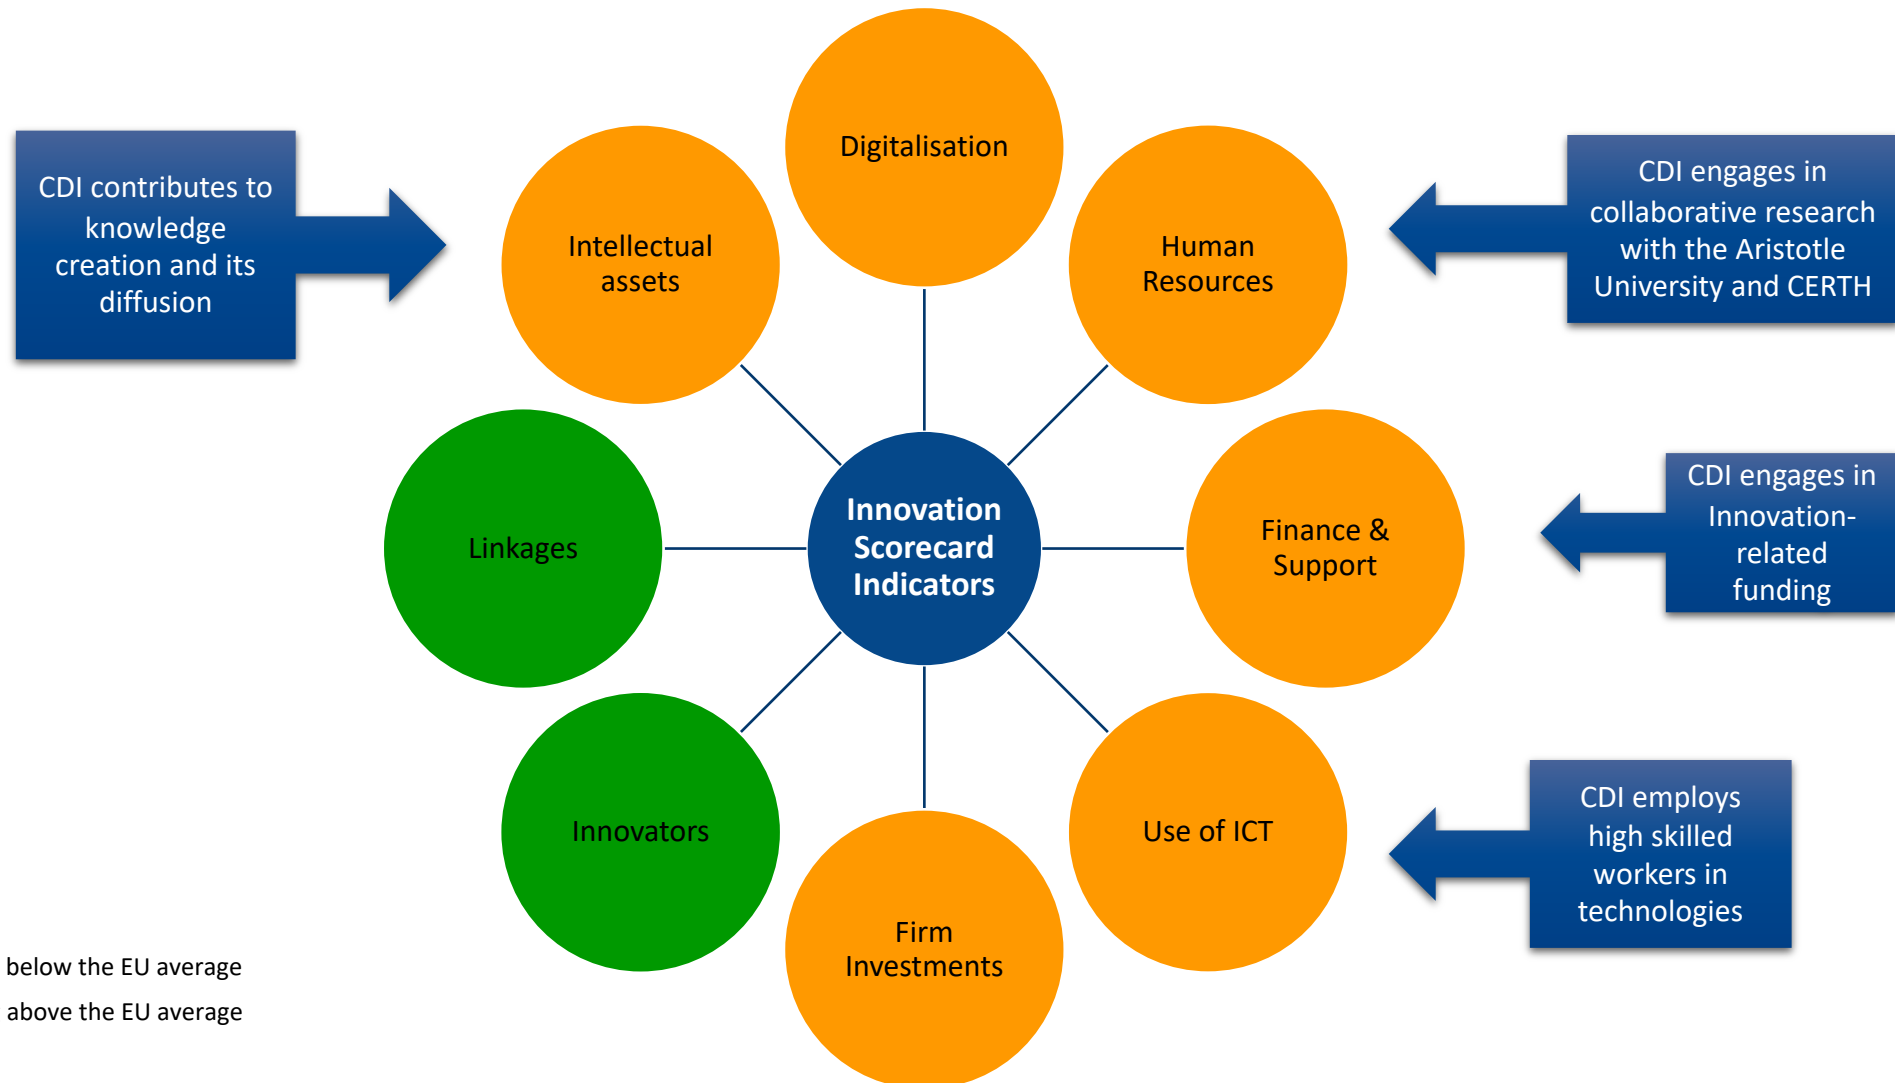 Digitalisation
CDI contributes to
knowledge
creation and its
diffusion
Intellectual
assets
Human
Resources
CDI engages in
collaborative research
with the Aristotle
University and CERTH
Linkages
Innovation
Scorecard
Indicators
Finance &
Support
CDI engages in
Innovation-
related
funding
Innovators
Use of ICT
CDI employs
high skilled
workers in
technologies
Firm
Investments
below the EU average
above the EU average